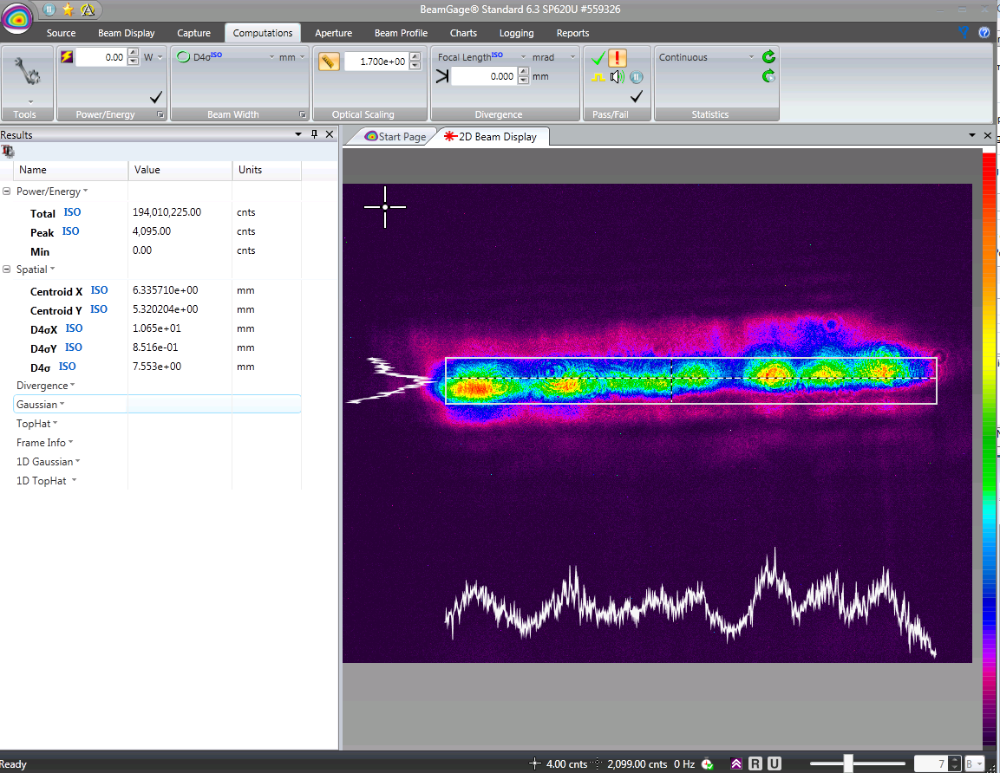 BeamGage® Standard 6.3 SP620U #559326
Source Beam Display Capture Computations Aperture Beam Profile Charts Logging Reports
0.00 W D4σISO mm 1.700e+00 Focal LengthISO mrad Continuous
0.000 mm
Tools Power/Energy Beam Width Optical Scaling Divergence Pass/Fail Statistics
Results
Start Page 2D Beam Display
Name Value Units
Power/Energy
Total ISO 194,010,225.00 cnts
Peak ISO 4,095.00 cnts
Min 0.00 cnts
Spatial
Centroid X ISO 6.335710e+00 mm
Centroid Y ISO 5.320204e+00 mm
D4σX ISO 1.065e+01 mm
D4σY ISO 8.516e-01 mm
D4σ ISO 7.553e+00 mm
Divergence
Gaussian
TopHat
Frame Info
1D Gaussian
1D TopHat
Ready 4.00 cnts 2,099.00 cnts 0 Hz R U 7 B